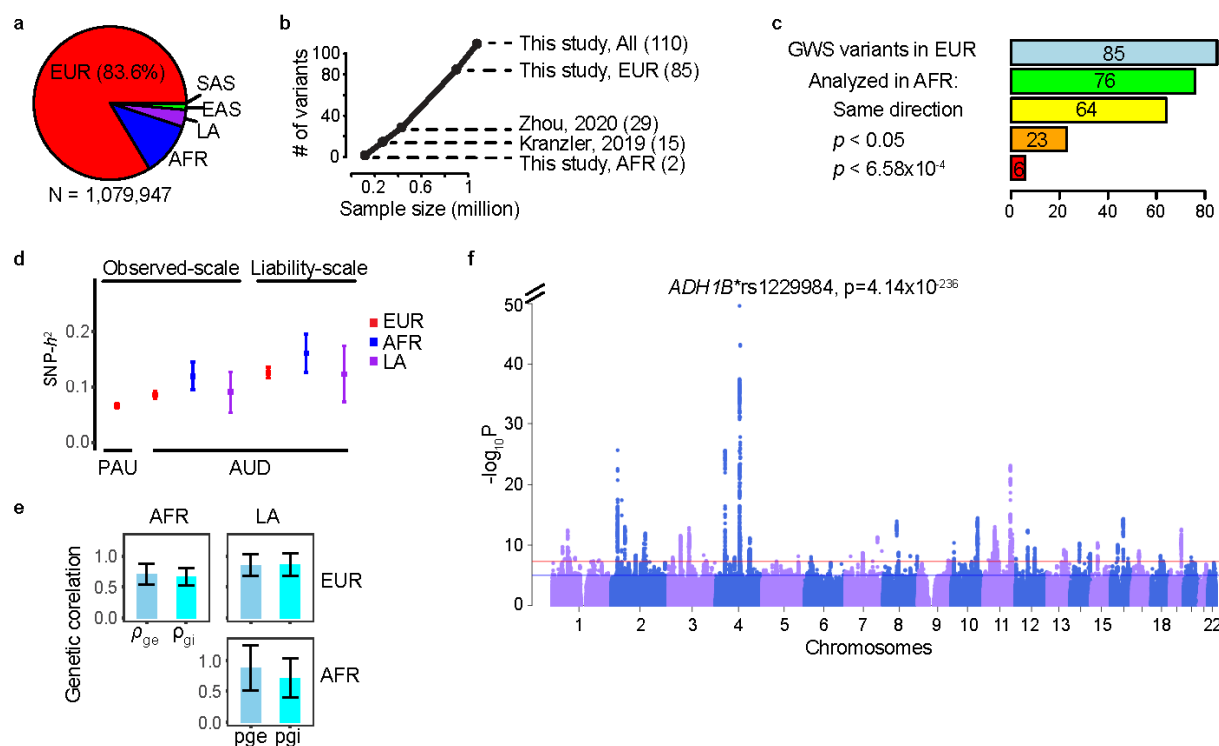 a
EUR (83.6%)
SAS
EAS
LA
AFR
N = 1,079,947
b
# of variants
100
80
40
0
0.2
0.6
1
Sample size (million)
This study, All (110)
This study, EUR (85)
Zhou, 2020 (29)
Kranzler, 2019 (15)
This study, AFR (2)
c
GWS variants in EUR
85
Analyzed in AFR:
76
Same direction
64
p < 0.05
23
p < 6.58x10-4
6
0 20 40 60 80
d
Observed-scale Liability-scale
SNP-h2
0.2
0.1
0.0
EUR
AFR
LA
PAU AUD
e
AFR LA
Genetic corelation
1.0
0.5
0.0
ρge ρgi
EUR
1.0
0.5
0.0
pge pgi
AFR
f
ADH1B*rs1229984, p=4.14x10-236
-log10P
50
40
30
20
10
0
1 2 3 4 5 6 7 8 9 10 11 12 13 15 18 22
Chromosomes